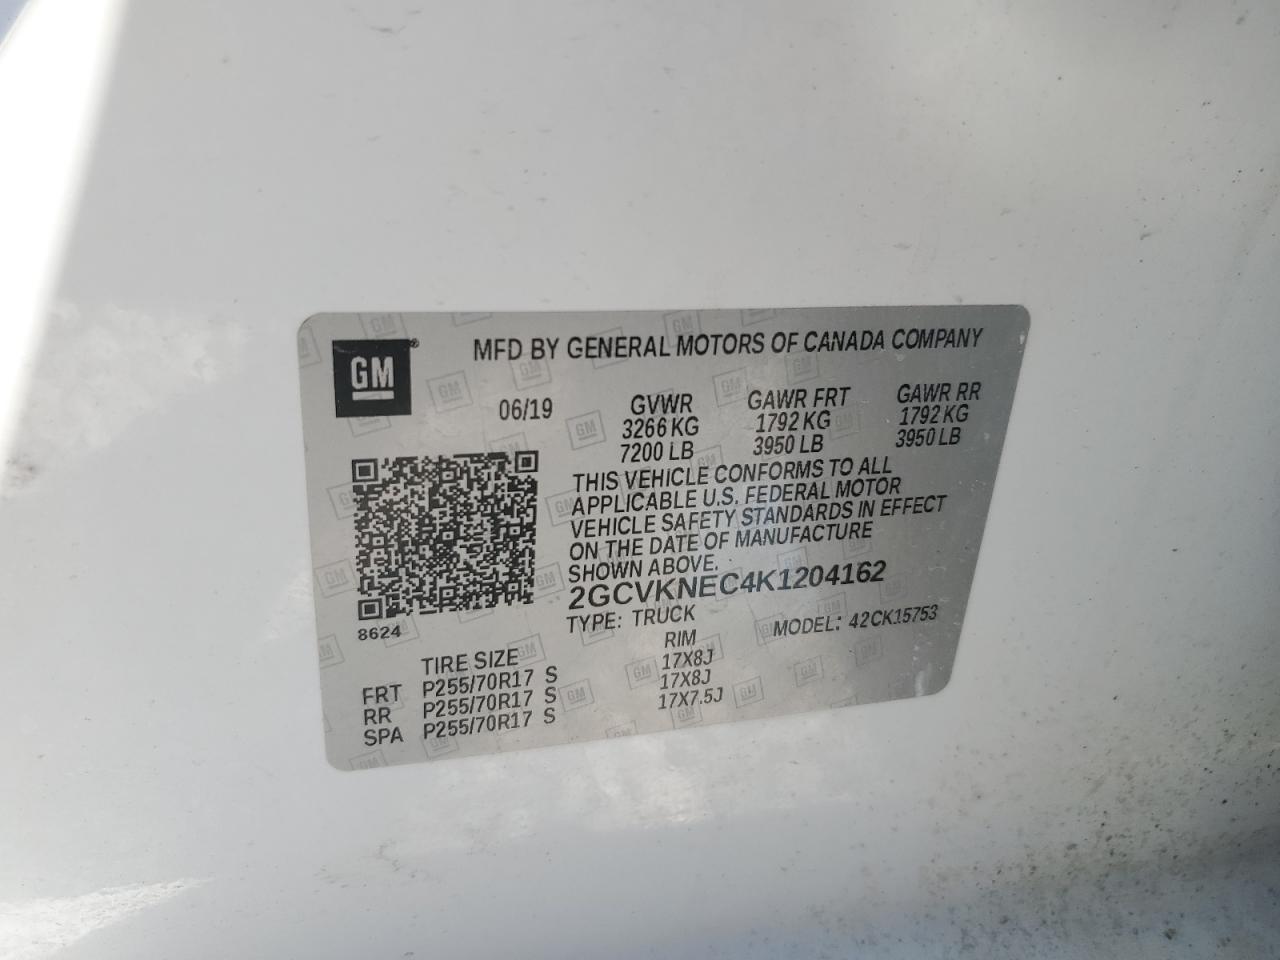 GM®
MFD BY GENERAL MOTORS OF CANADA COMPANY
06/19 GVWR GAWR FRT GAWR RR
3266 KG 1792 KG 1792 KG
7200 LB 3950 LB 3950 LB
THIS VEHICLE CONFORMS TO ALL
APPLICABLE U.S. FEDERAL MOTOR
VEHICLE SAFETY STANDARDS IN EFFECT
ON THE DATE OF MANUFACTURE
SHOWN ABOVE.
2GCVKNEC4K1204162
8624
TYPE: TRUCK MODEL: 42CK15753
TIRE SIZE RIM
FRT P255/70R17 S 17X8J
RR P255/70R17 S 17X8J
SPA P255/70R17 S 17X7.5J